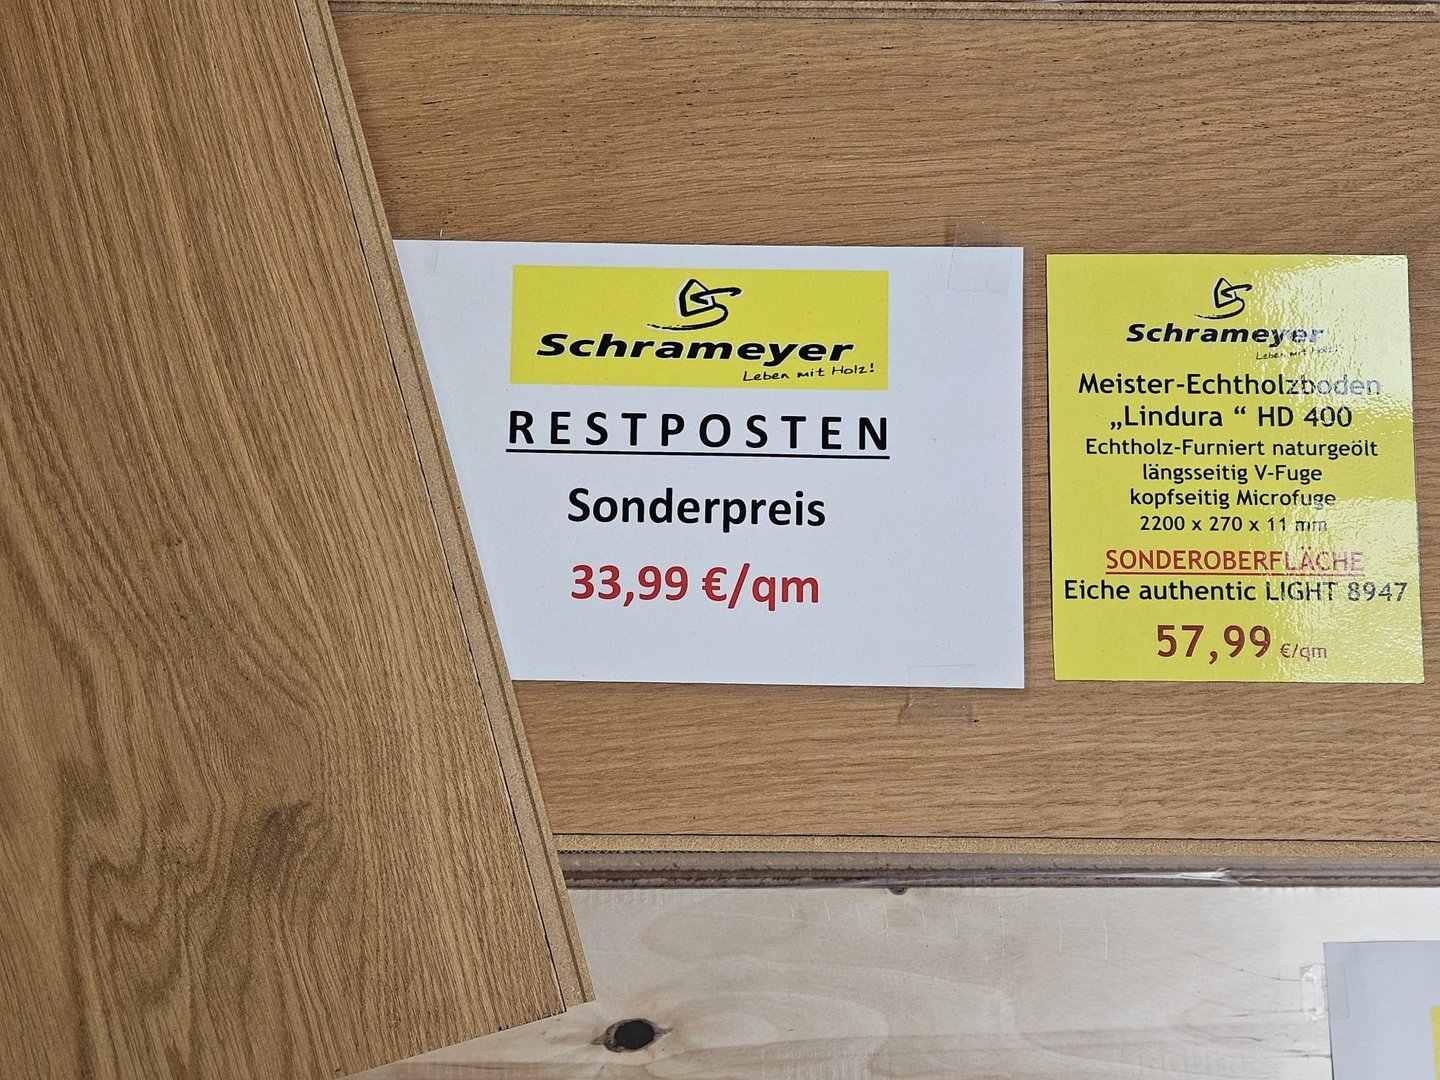 Schrameyer
Leben mit Holz!
RESTPOSTEN
Sonderpreis
33,99 €/qm
Schrameyer
Leben mit Holz!
Meister-Echtholzboden
„Lindura “ HD 400
Echtholz-Furniert naturgeölt
längsseitig V-Fuge
kopfseitig Microfuge
2200 x 270 x 11 mm
SONDEROBERFLÄCHE
Eiche authentic LIGHT 8947
57,99 €/qm